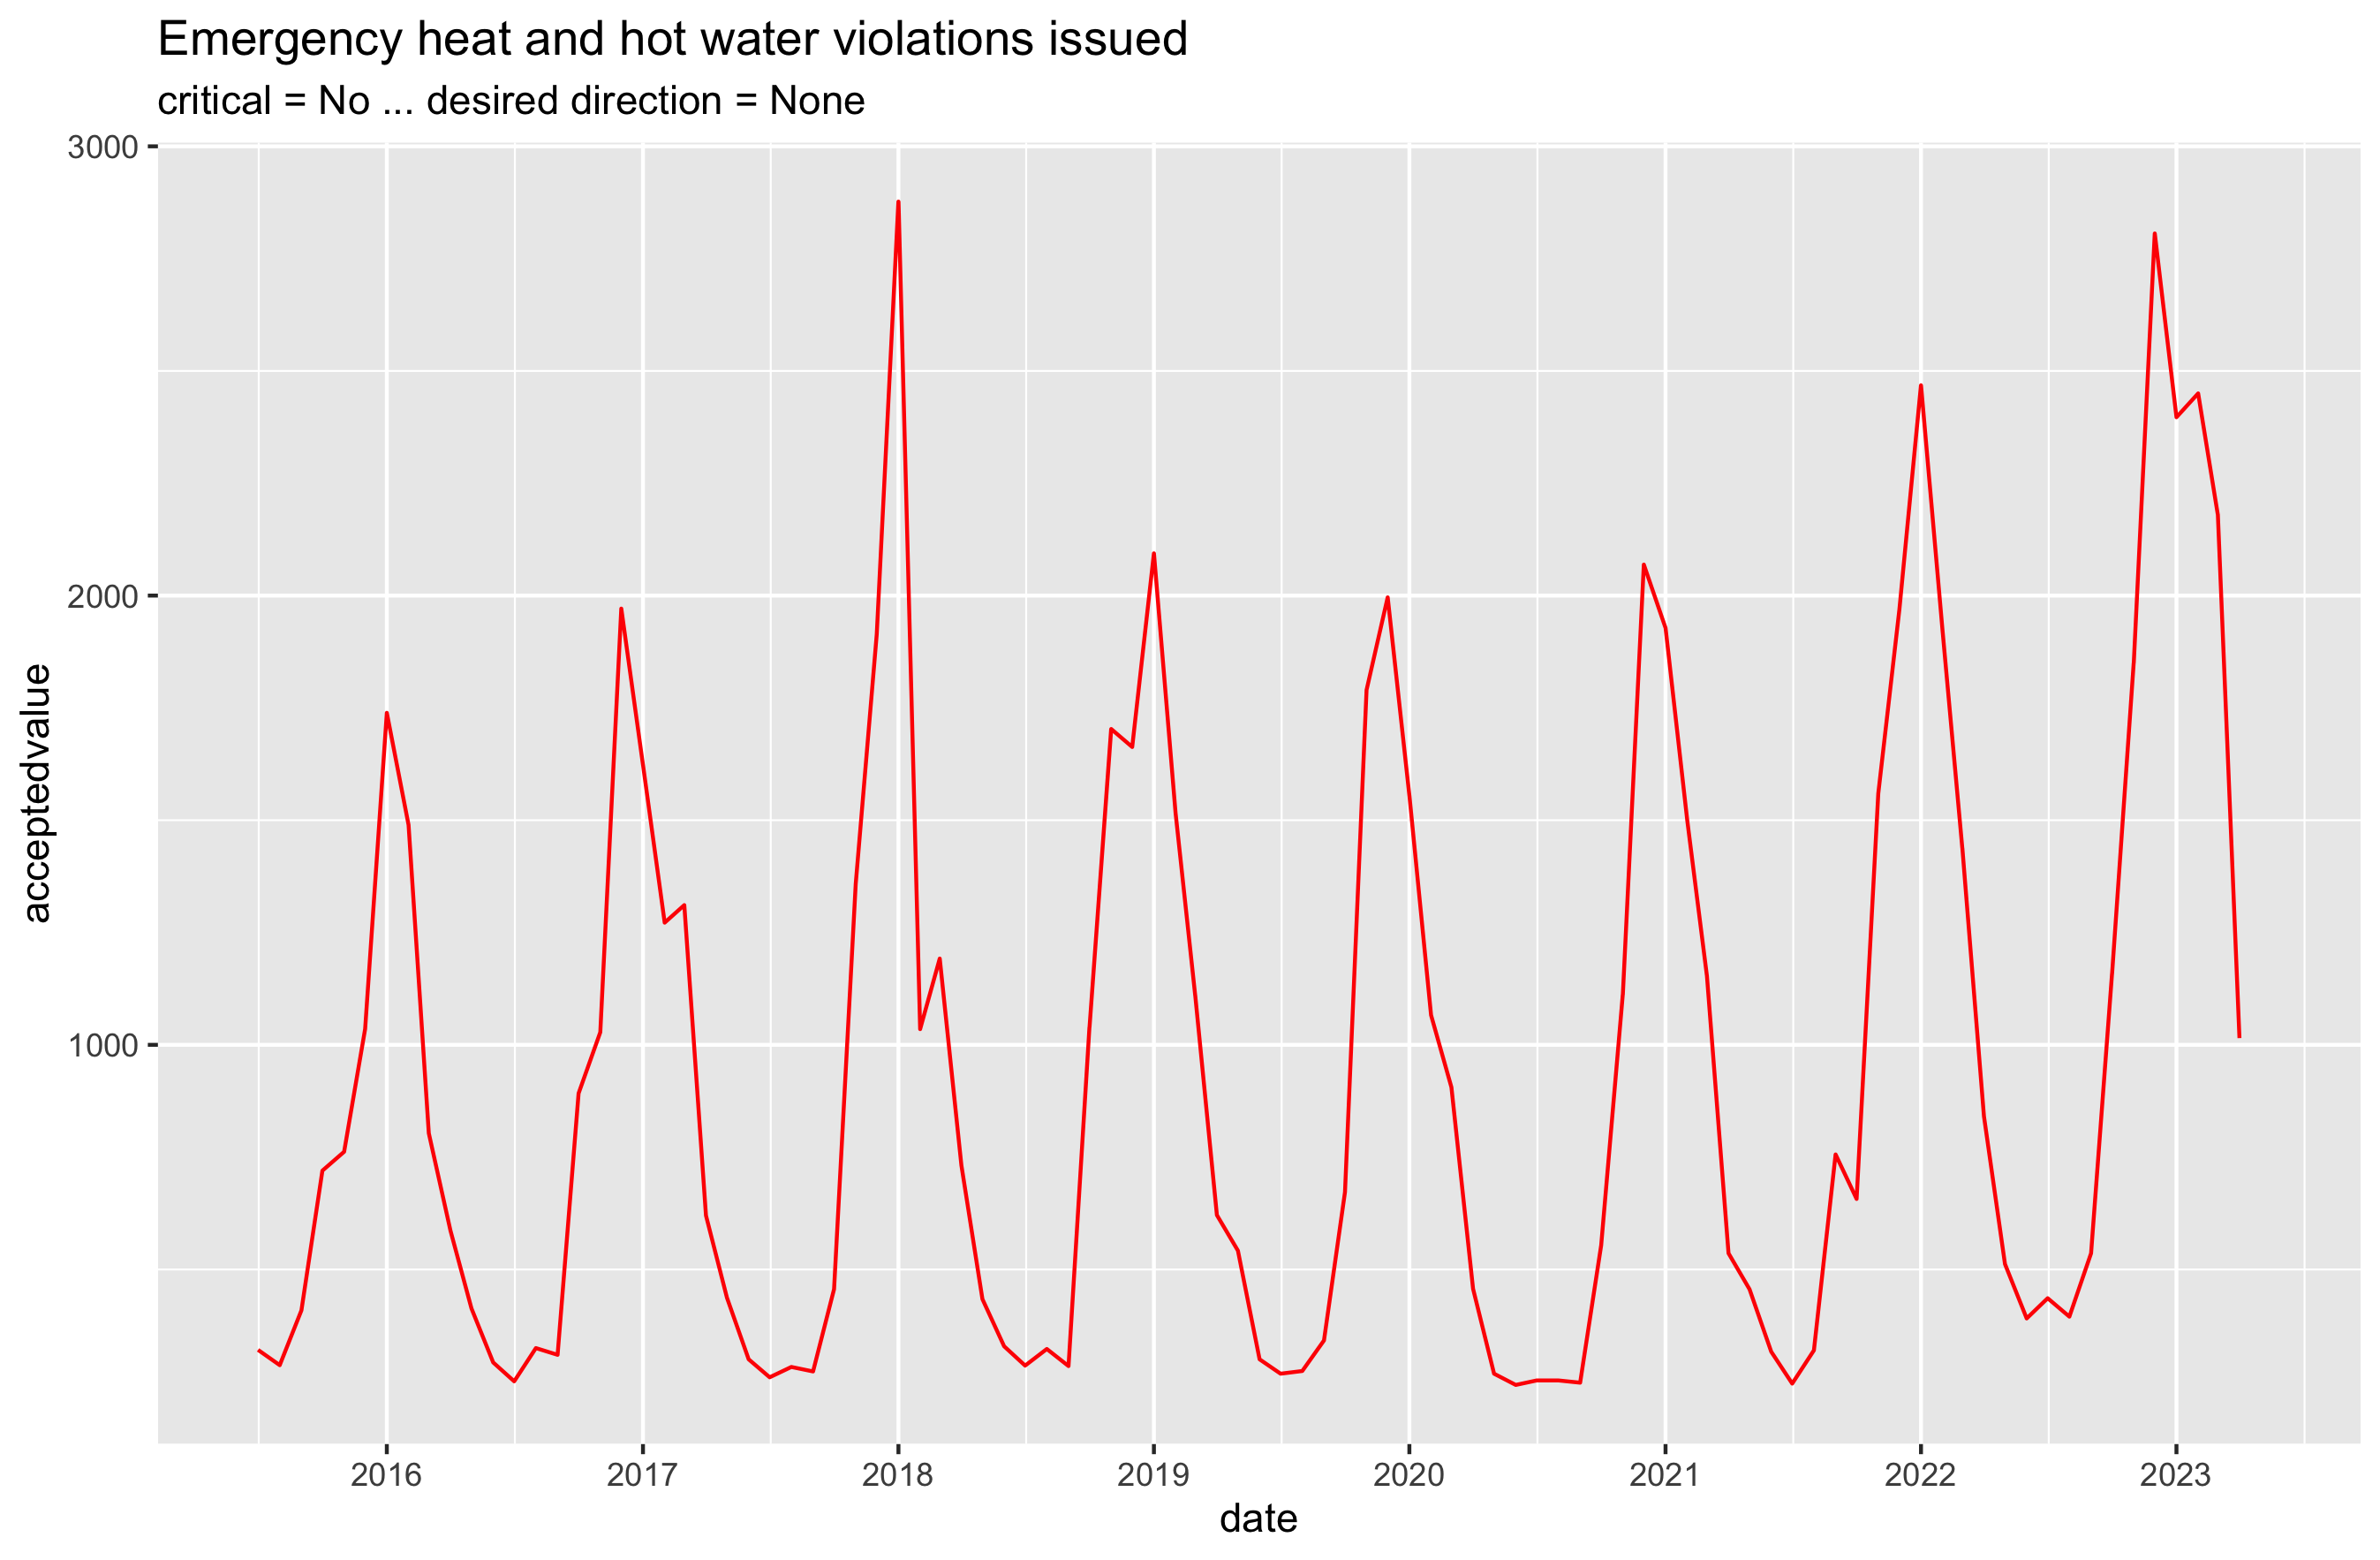 Emergency heat and hot water violations issued
critical = No ... desired direction = None
3000
2000
1000
acceptedvalue
2016 2017 2018 2019 2020 2021 2022 2023
date